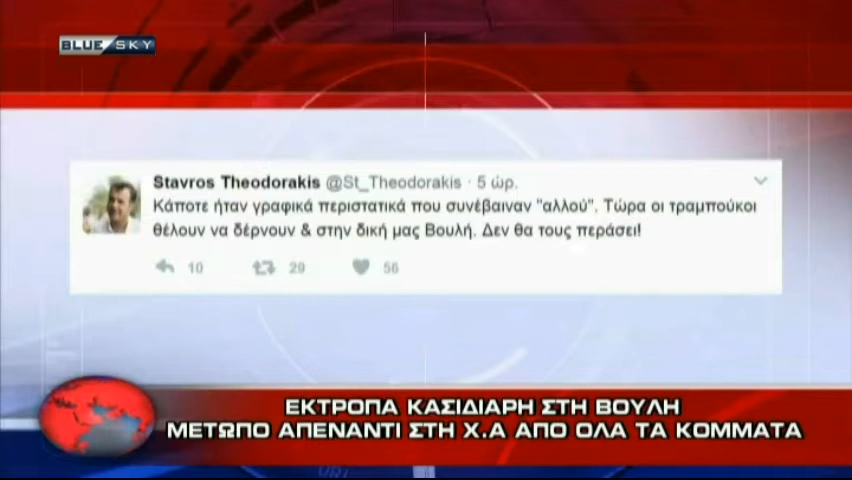 BLUE SKY
Stavros Theodorakis @St_Theodorakis · 5 ώρ.
Κάποτε ήταν γραφικά περιστατικά που συνέβαιναν "αλλού". Τώρα οι τραμπούκοι
θέλουν να δέρνουν & στην δική μας Βουλή. Δεν θα τους περάσει!
10 29 56
ΕΚΤΡΟΠΑ ΚΑΣΙΔΙΑΡΗ ΣΤΗ ΒΟΥΛΗ
ΜΕΤΩΠΟ ΑΠΕΝΑΝΤΙ ΣΤΗ Χ.Α ΑΠΟ ΟΛΑ ΤΑ ΚΟΜΜΑΤΑ